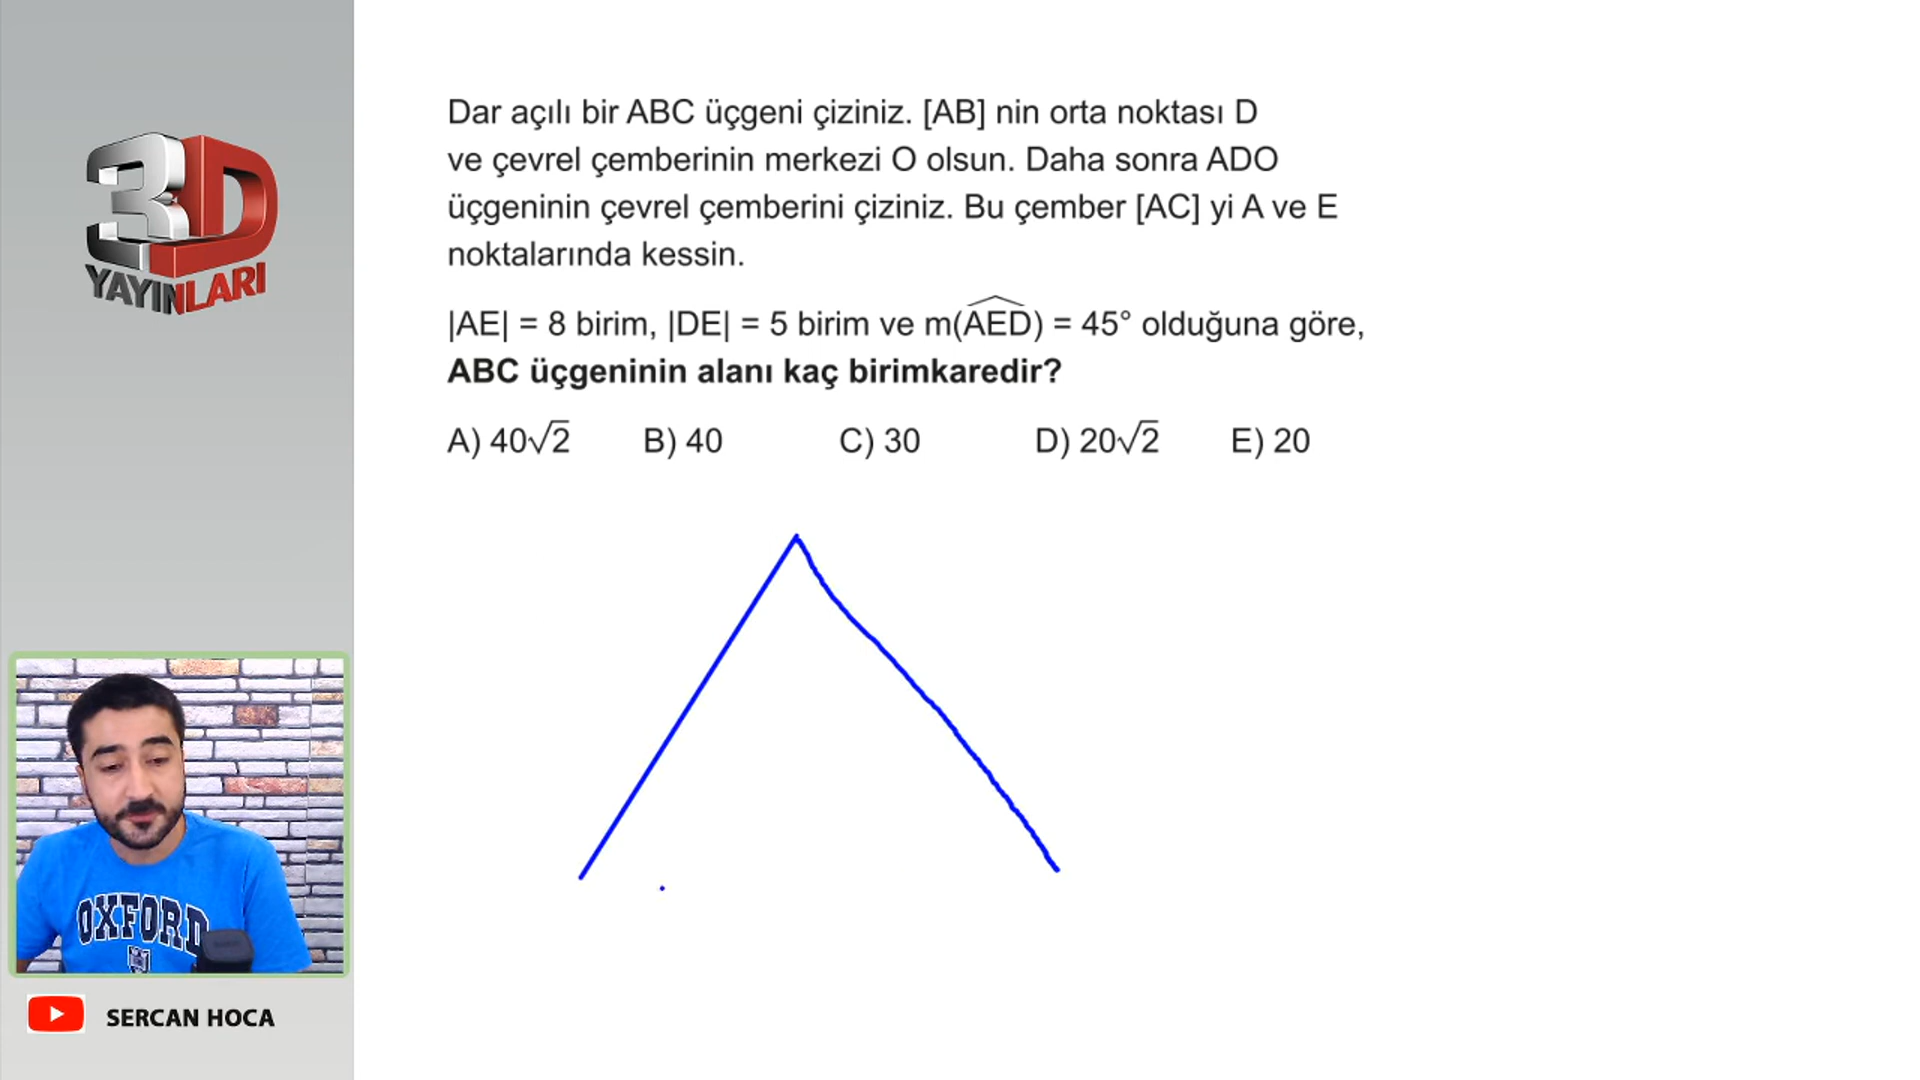 3D
YAYINLARI
Dar açılı bir ABC üçgeni çiziniz. [AB] nin orta noktası D
ve çevrel çemberinin merkezi O olsun. Daha sonra ADO
üçgeninin çevrel çemberini çiziniz. Bu çember [AC] yi A ve E
noktalarında kessin.
|AE| = 8 birim, |DE| = 5 birim ve m(AED) = 45° olduğuna göre,
ABC üçgeninin alanı kaç birimkaredir?
A) 40√2 B) 40 C) 30 D) 20√2 E) 20
OXFORD
SERCAN HOCA